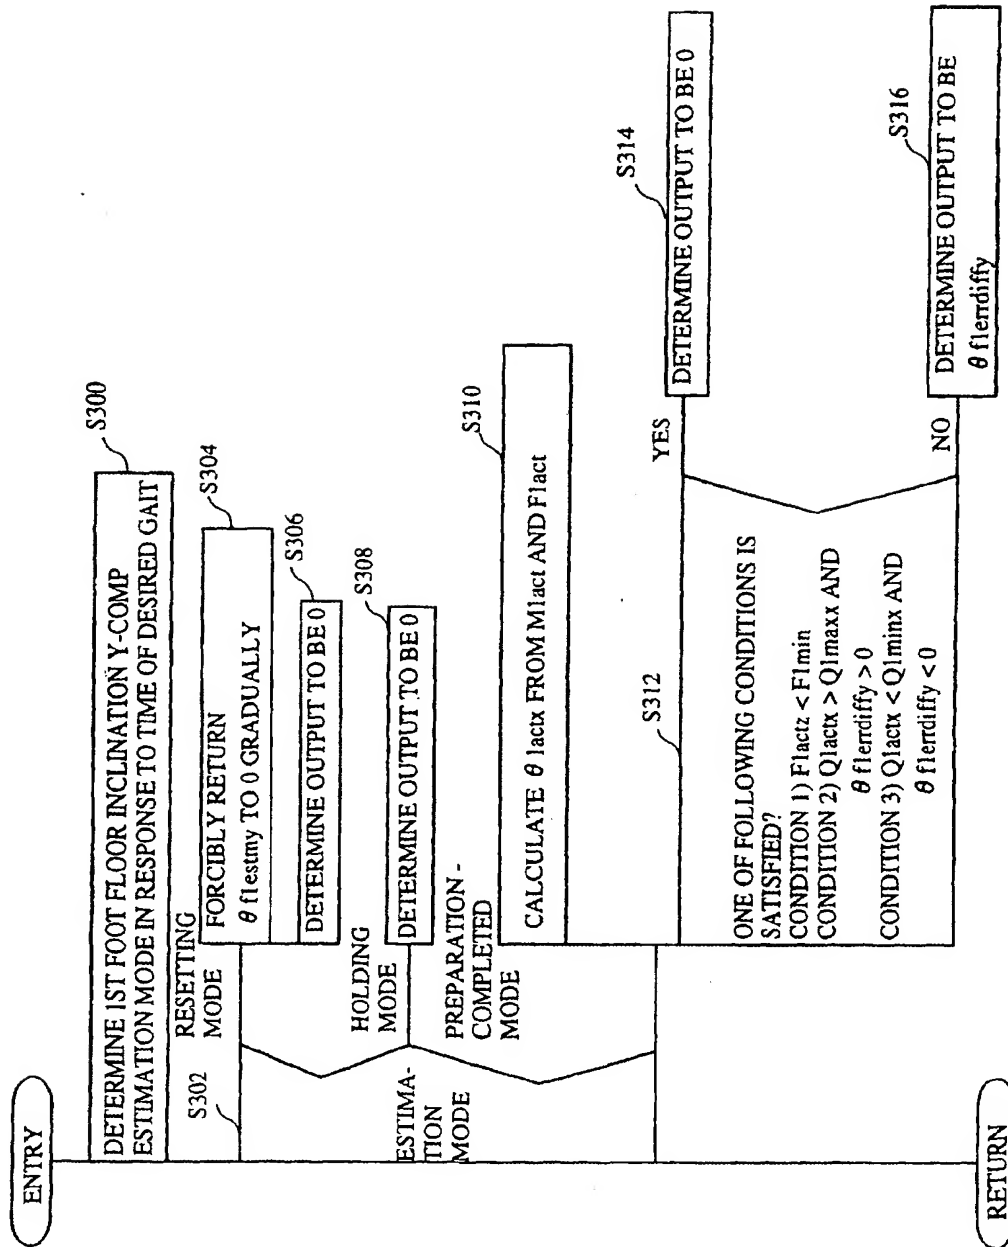 ENTRY
S300
DETERMINE 1ST FOOT FLOOR INCLINATION Y-COMP
ESTIMATION MODE IN RESPONSE TO TIME OF DESIRED GAIT
S302
ESTIMA-
TION
MODE
RESETTING
MODE
S304
FORCIBLY RETURN
θ f1estmy TO 0 GRADUALLY
S306
DETERMINE OUTPUT TO BE 0
HOLDING
MODE
S308
DETERMINE OUTPUT TO BE 0
PREPARATION-
COMPLETED
MODE
S310
CALCULATE θ 1actx FROM M1act AND F1act
S312
ONE OF FOLLOWING CONDITIONS IS
SATISFIED?
CONDITION 1) F1actz < F1min
CONDITION 2) Q1actx > Q1maxx AND
θ f1errdiffy > 0
CONDITION 3) Q1actx < Q1minx AND
θ f1errdiffy < 0
YES
S314
DETERMINE OUTPUT TO BE 0
NO
S316
DETERMINE OUTPUT TO BE
θ f1errdiffy
RETURN